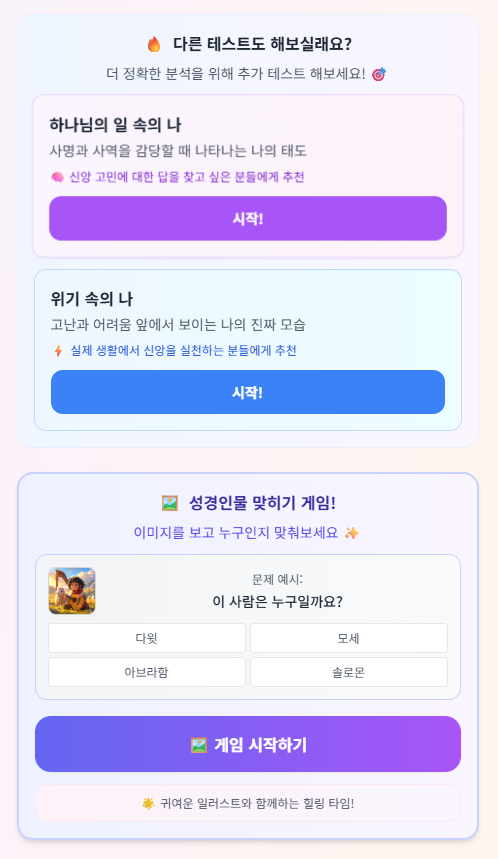 🔥 다른 테스트도 해보실래요?
더 정확한 분석을 위해 추가 테스트 해보세요! 🎯
하나님의 일 속의 나
사명과 사역을 감당할 때 나타나는 나의 태도
🧠 신앙 고민에 대한 답을 찾고 싶은 분들에게 추천
시작!
위기 속의 나
고난과 어려움 앞에서 보이는 나의 진짜 모습
⚡ 실제 생활에서 신앙을 실천하는 분들에게 추천
시작!
🖼️ 성경인물 맞히기 게임!
이미지를 보고 누구인지 맞춰보세요 ✨
문제 예시:
이 사람은 누구일까요?
다윗
모세
아브라함
솔로몬
🖼️ 게임 시작하기
🌟 귀여운 일러스트와 함께하는 힐링 타임!